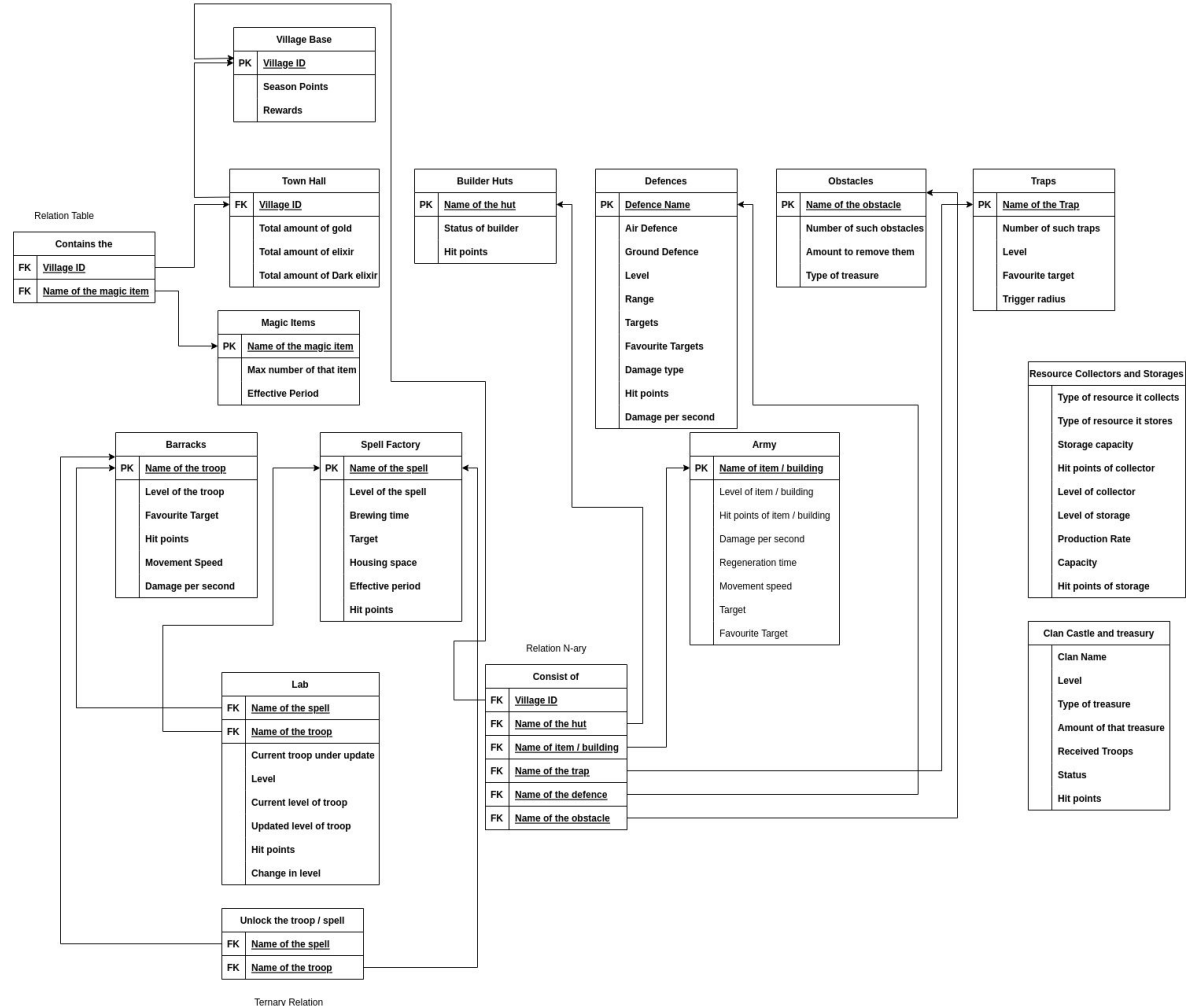 Village Base
PK Village ID
Season Points
Rewards
Town Hall
FK Village ID
Total amount of gold
Total amount of elixir
Total amount of Dark elixir
Builder Huts
PK Name of the hut
Status of builder
Hit points
Defences
PK Defence Name
Air Defence
Ground Defence
Level
Range
Targets
Favourite Targets
Damage type
Hit points
Damage per second
Obstacles
PK Name of the obstacle
Number of such obstacles
Amount to remove them
Type of treasure
Traps
PK Name of the Trap
Number of such traps
Level
Favourite target
Trigger radius
Relation Table
Contains the
FK Village ID
FK Name of the magic item
Magic Items
PK Name of the magic item
Max number of that item
Effective Period
Resource Collectors and Storages
Type of resource it collects
Type of resource it stores
Storage capacity
Hit points of collector
Level of collector
Level of storage
Production Rate
Capacity
Hit points of storage
Barracks
PK Name of the troop
Level of the troop
Favourite Target
Hit points
Movement Speed
Damage per second
Spell Factory
PK Name of the spell
Level of the spell
Brewing time
Target
Housing space
Effective period
Hit points
Army
PK Name of item / building
Level of item / building
Hit points of item / building
Damage per second
Regeneration time
Movement speed
Target
Favourite Target
Clan Castle and treasury
Clan Name
Level
Type of treasure
Amount of that treasure
Received Troops
Status
Hit points
Lab
FK Name of the spell
FK Name of the troop
Current troop under update
Level
Current level of troop
Updated level of troop
Hit points
Change in level
Relation N-ary
Consist of
FK Village ID
FK Name of the hut
FK Name of item / building
FK Name of the trap
FK Name of the defence
FK Name of the obstacle
Unlock the troop / spell
FK Name of the spell
FK Name of the troop
Ternary Relation